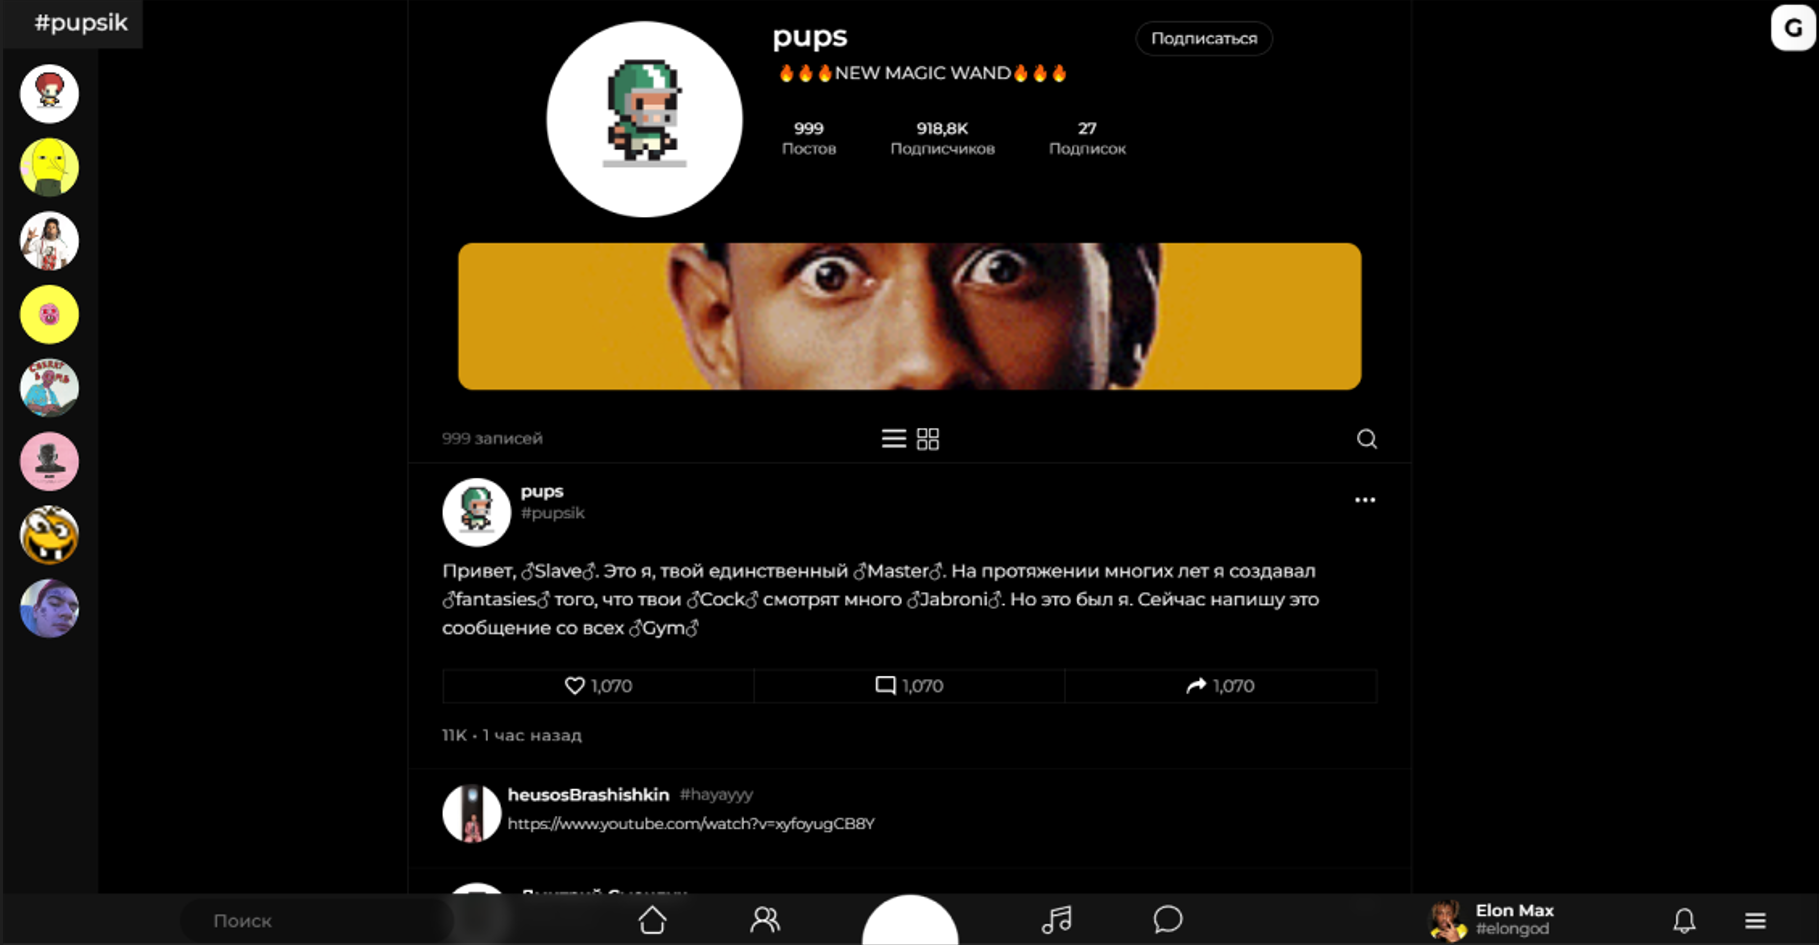 #pupsik
G
pups
Подписаться
🔥🔥🔥NEW MAGIC WAND🔥🔥🔥
999
918,8K
27
Постов
Подписчиков
Подписок
999 записей
pups
#pupsik
Привет, ♂Slave♂. Это я, твой единственный ♂Master♂. На протяжении многих лет я создавал
♂fantasies♂ того, что твои ♂Cock♂ смотрят много ♂Jabroni♂. Но это был я. Сейчас напишу это
сообщение со всех ♂Gym♂
1,070
1,070
1,070
11K • 1 час назад
heusosBrashishkin #hayayyy
https://www.youtube.com/watch?v=xyfoyugCB8Y
Поиск
Elon Max
#elongod